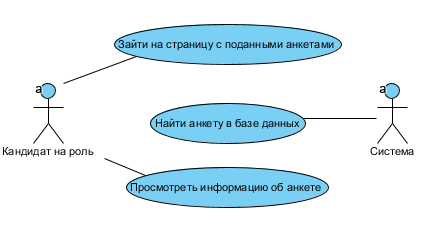 Зайти на страницу с поданными анкетами
a
a
Найти анкету в базе данных
Кандидат на роль
Система
Просмотреть информацию об анкете